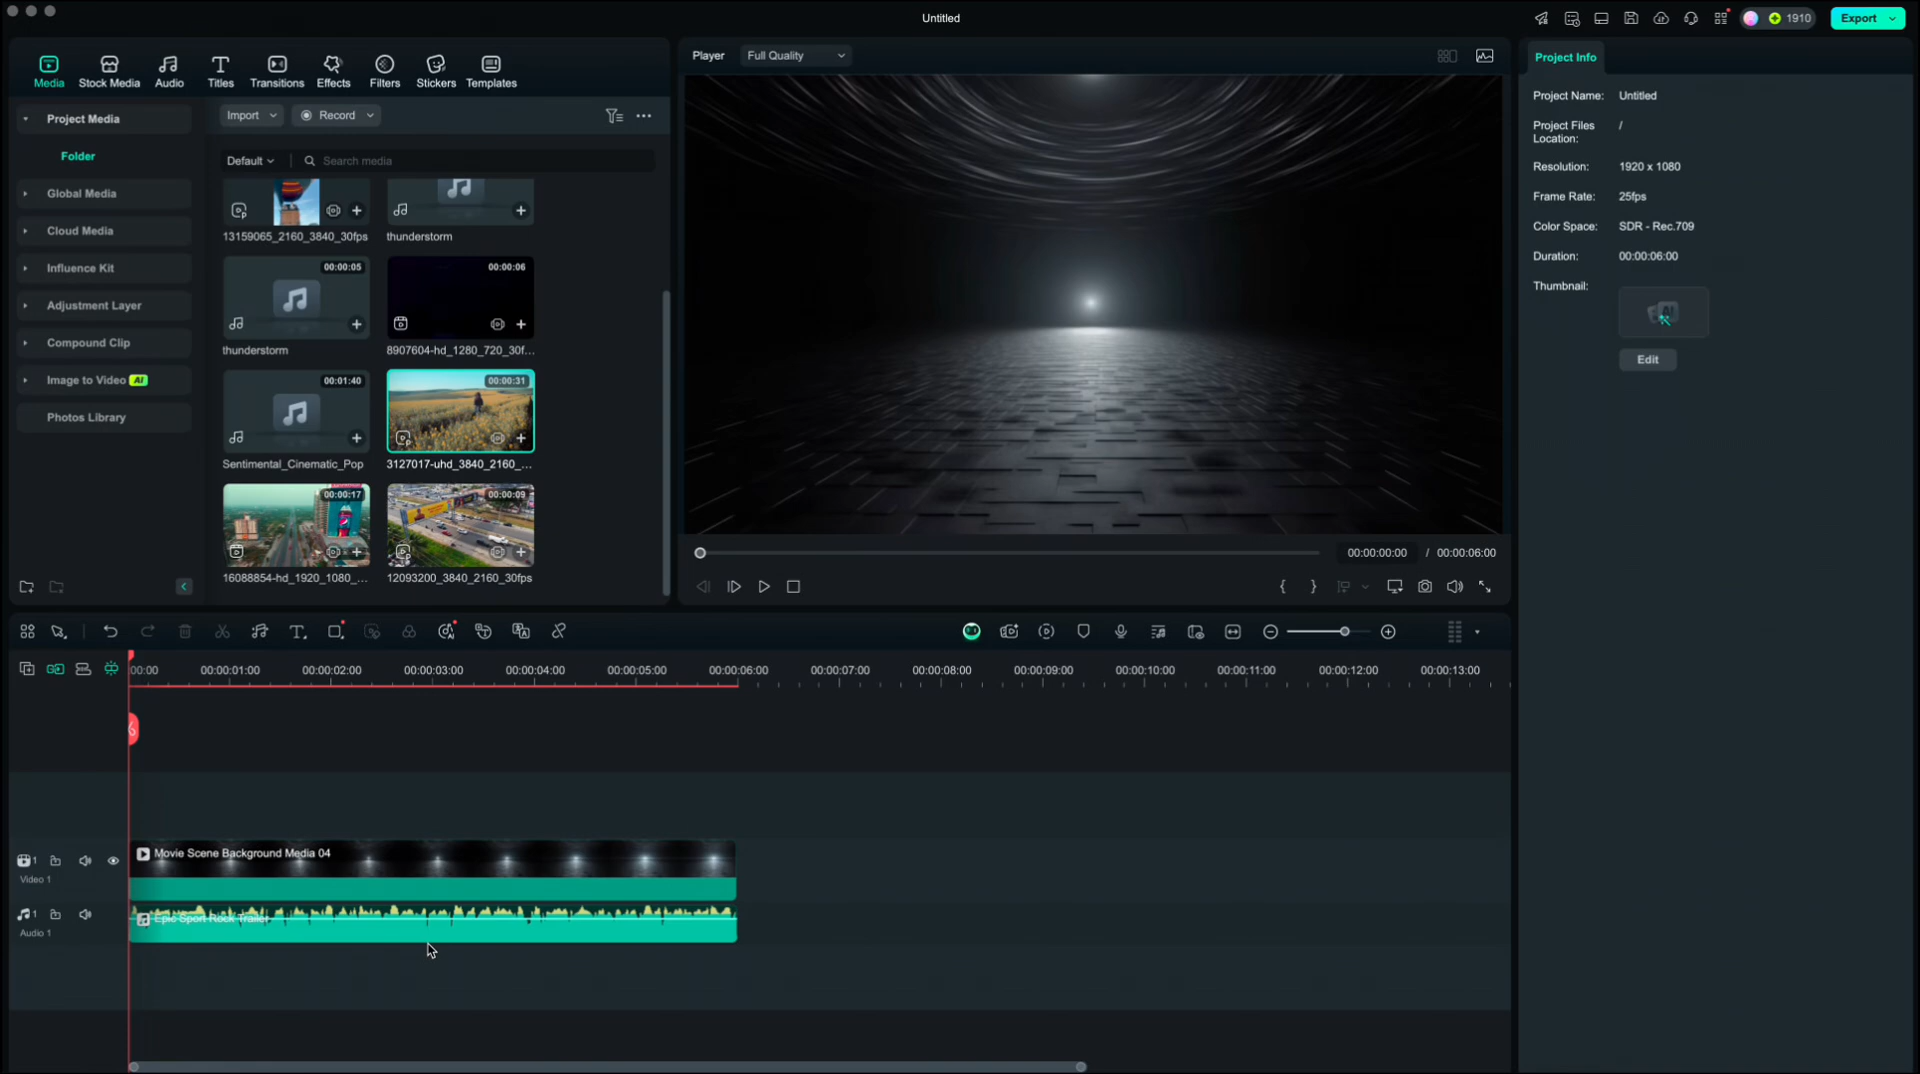 Untitled
1910
Export
Media
Stock Media
Audio
Titles
Transitions
Effects
Filters
Stickers
Templates
Project Media
Folder
Global Media
Cloud Media
Influence Kit
Adjustment Layer
Compound Clip
Image to Video AI
Photos Library
Import
Record
Default
Search media
13159065_2160_3840_30fps
thunderstorm
00:00:05
thunderstorm
00:00:06
8907604-hd_1280_720_30f...
00:01:40
Sentimental_Cinematic_Pop
00:00:31
3127017-uhd_3840_2160_...
00:00:17
16088854-hd_1920_1080_...
00:00:09
12093200_3840_2160_30fps
Player
Full Quality
00:00:00:00 / 00:00:06:00
Project Info
Project Name: Untitled
Project Files
Location: /
Resolution: 1920 x 1080
Frame Rate: 25fps
Color Space: SDR - Rec.709
Duration: 00:00:06:00
Thumbnail:
AI
Edit
00:00
00:00:01:00
00:00:02:00
00:00:03:00
00:00:04:00
00:00:05:00
00:00:06:00
00:00:07:00
00:00:08:00
00:00:09:00
00:00:10:00
00:00:11:00
00:00:12:00
00:00:13:00
1
Video 1
Movie Scene Background Media 04
1
Audio 1
Epic Sport Rock Trailer